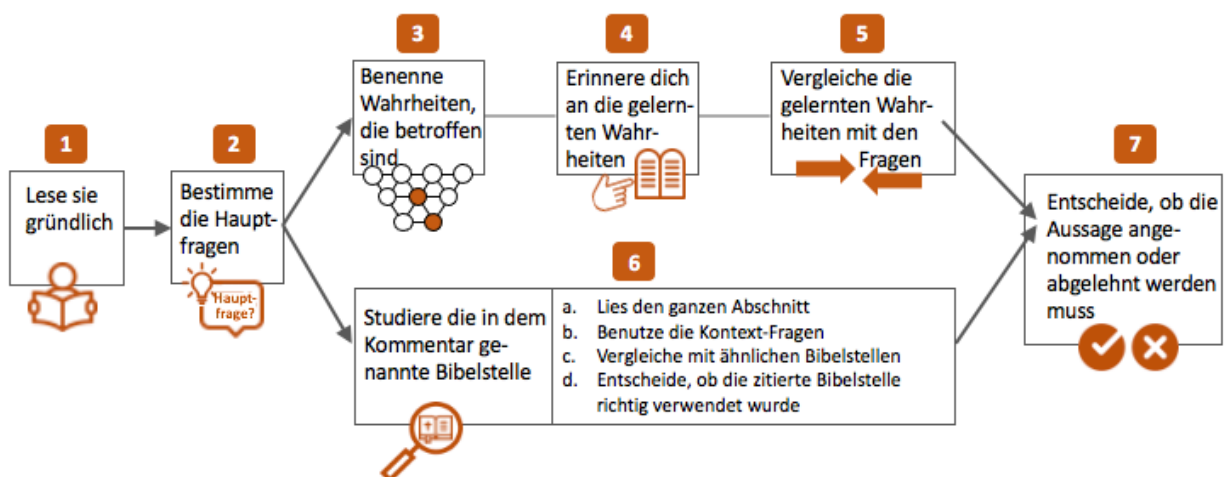 1
Lese sie
gründlich
2
Bestimme
die Haupt-
fragen
Haupt-
frage?
3
Benenne
Wahrheiten,
die betroffen
sind
4
Erinnere dich
an die gelern-
ten Wahr-
heiten
5
Vergleiche die
gelernten Wahr-
heiten mit den
Fragen
6
Studiere die in dem
Kommentar ge-
nannte Bibelstelle
a. Lies den ganzen Abschnitt
b. Benutze die Kontext-Fragen
c. Vergleiche mit ähnlichen Bibelstellen
d. Entscheide, ob die zitierte Bibelstelle
richtig verwendet wurde
7
Entscheide, ob die
Aussage ange-
nommen oder
abgelehnt werden
muss